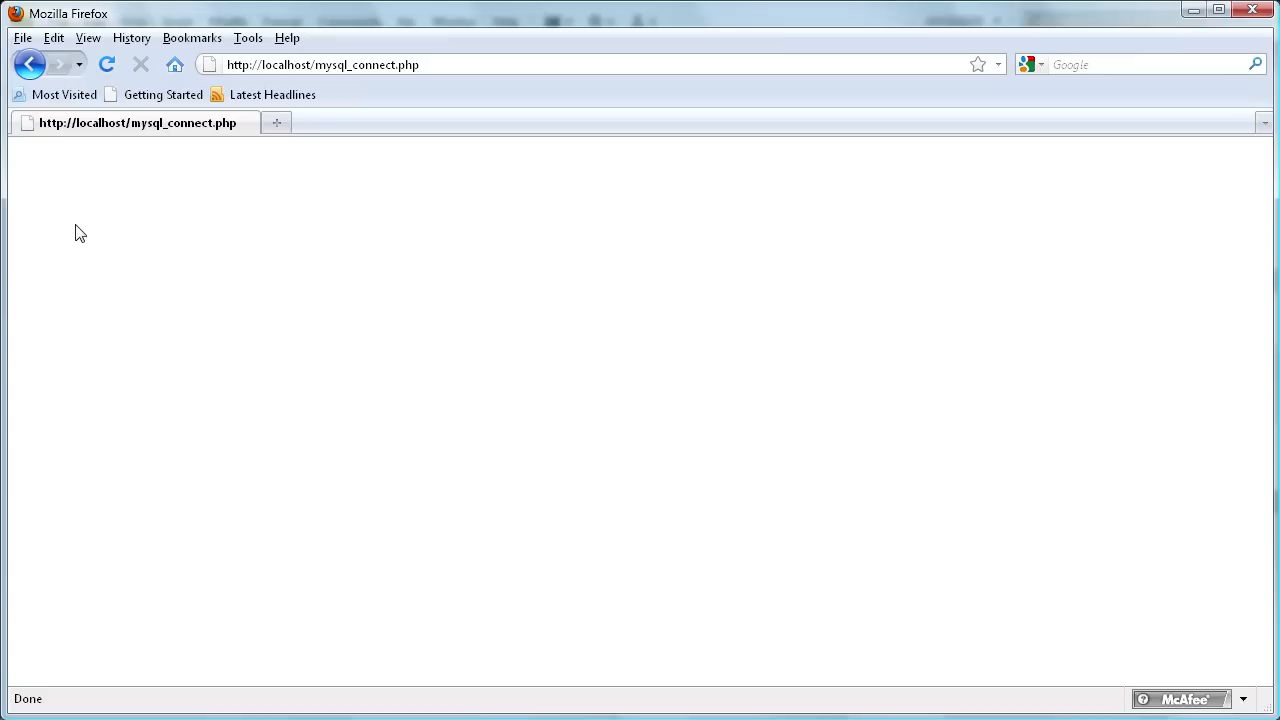 Mozilla Firefox
File Edit View History Bookmarks Tools Help
http://localhost/mysql_connect.php
Google
Most Visited Getting Started Latest Headlines
http://localhost/mysql_connect.php
Done
McAfee